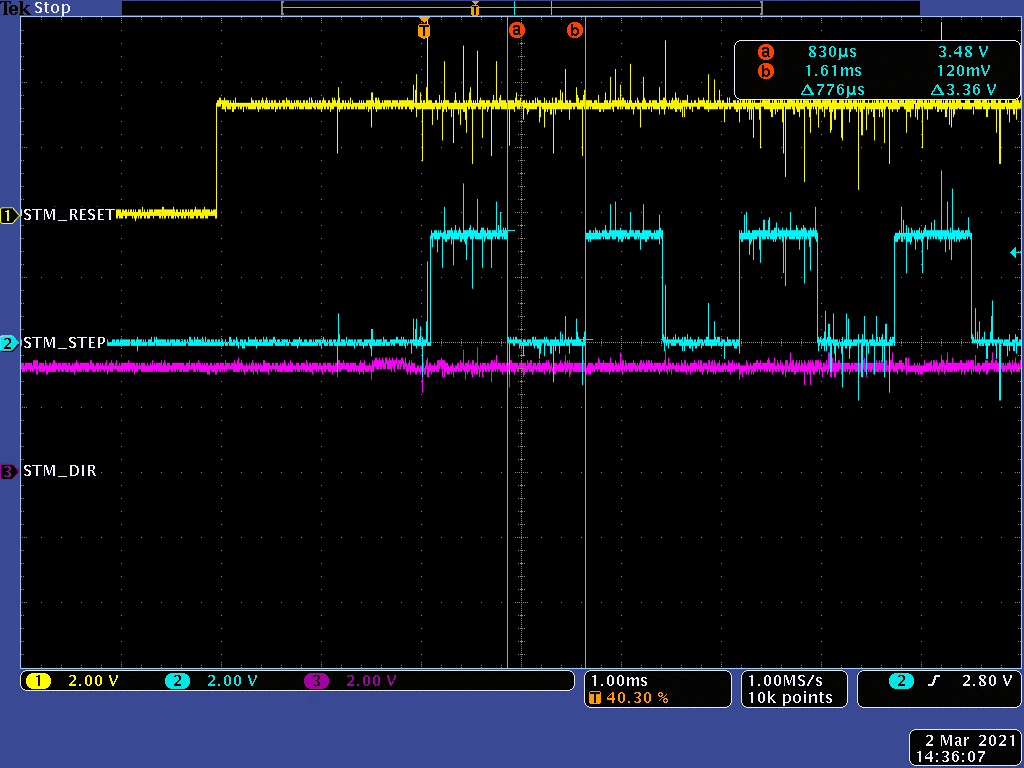 Tek Stop
T
T a b
a 830µs 3.48 V
b 1.61ms 120mV
Δ776µs Δ3.36 V
1 STM_RESET
2 STM_STEP
3 STM_DIR
1 2.00 V 2 2.00 V 3 2.00 V
1.00ms
T 40.30 %
1.00MS/s
10k points
2 2.80 V
2 Mar 2021
14:36:07